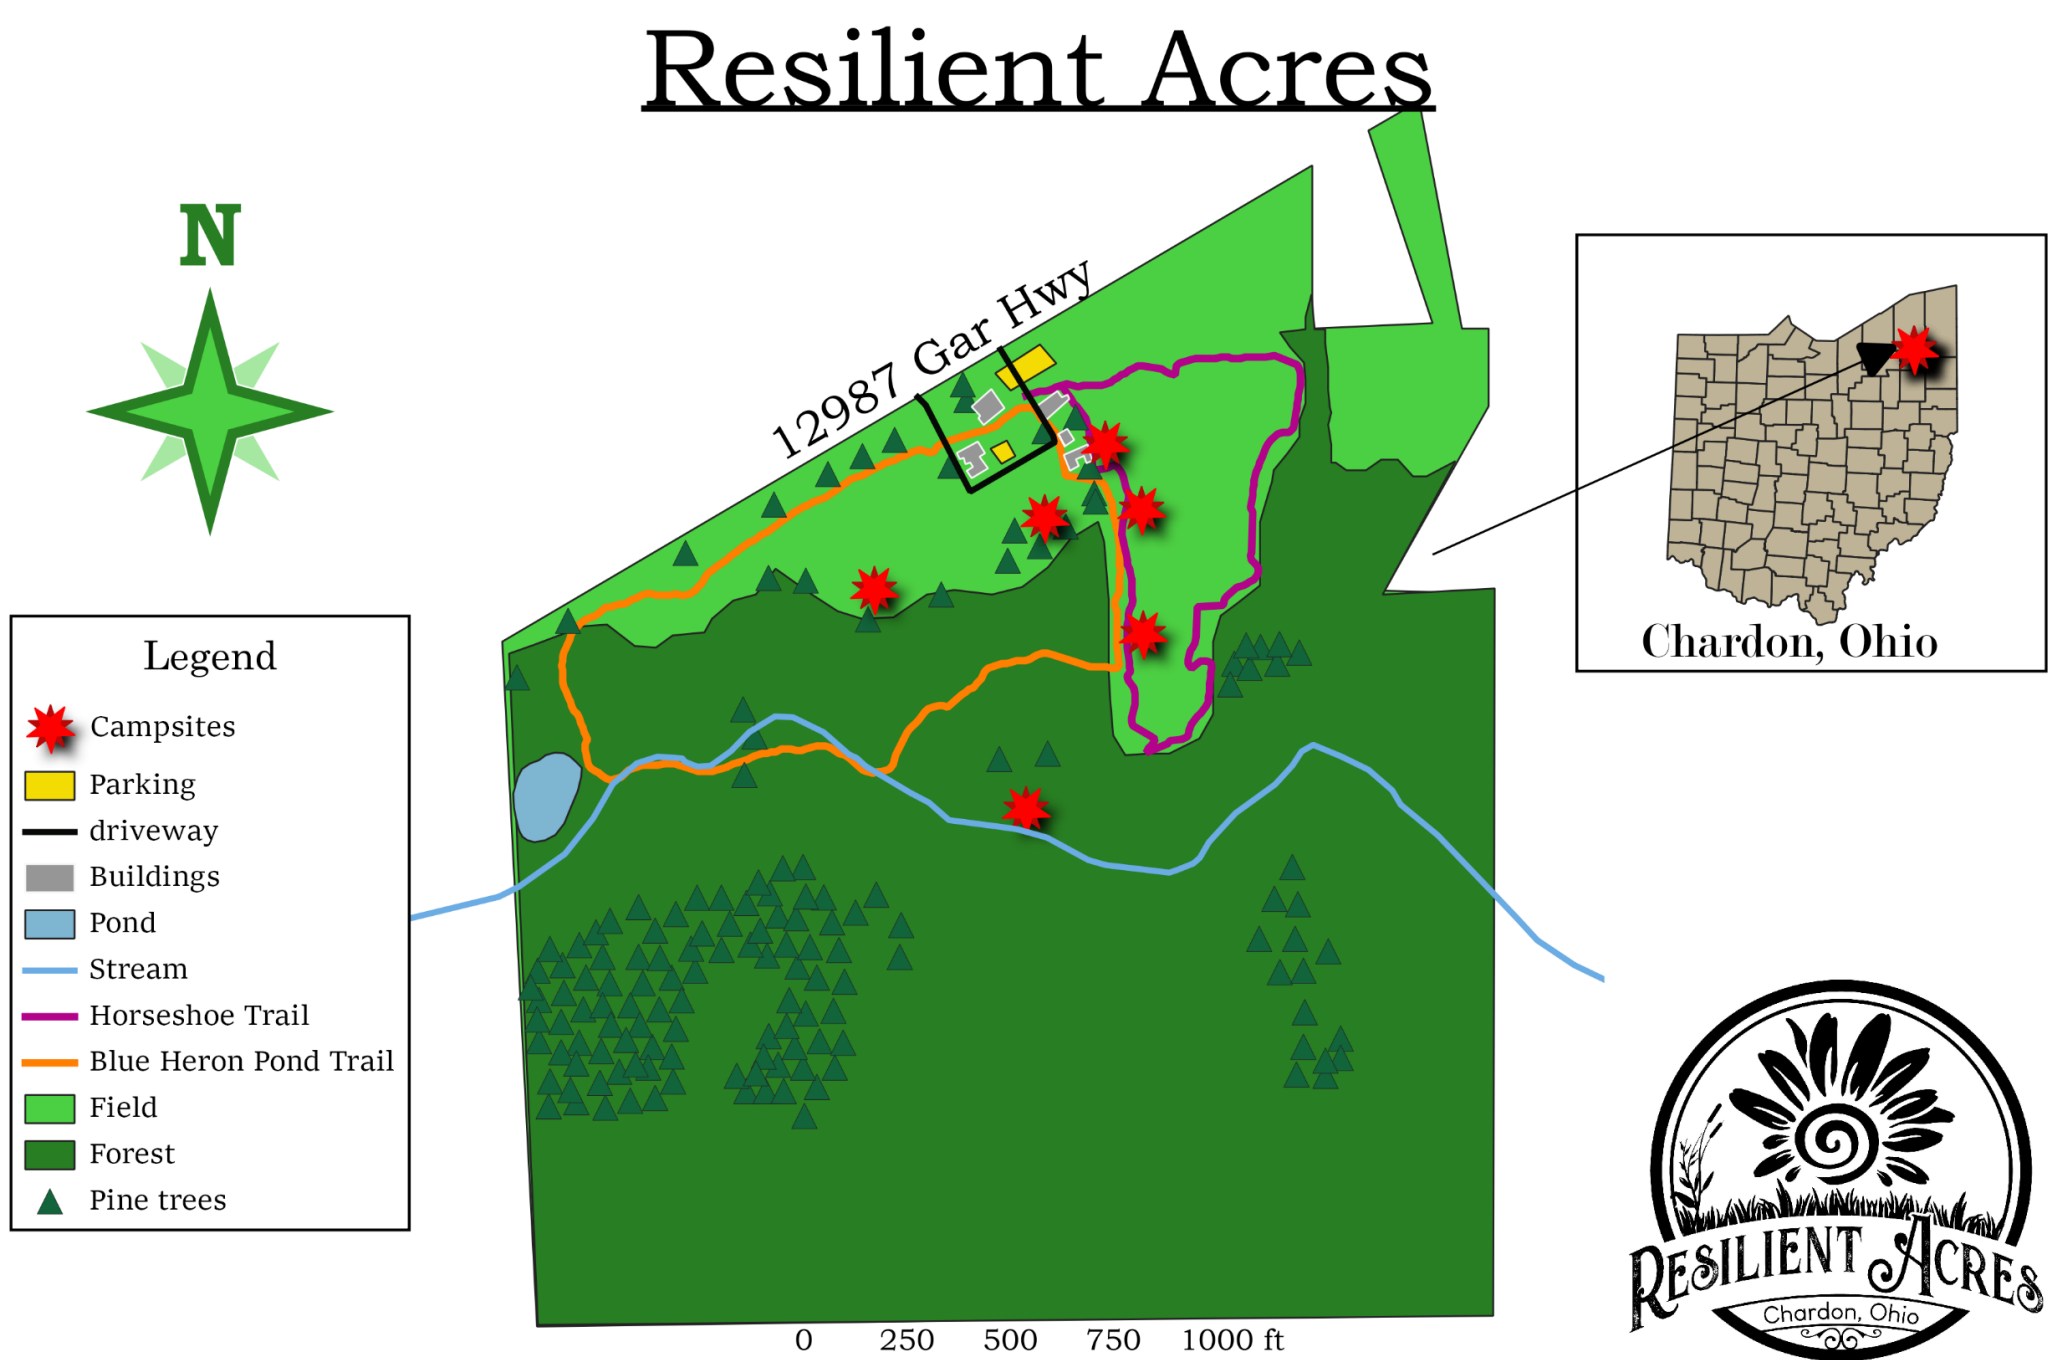 Resilient Acres
N
12987 Gar Hwy
Legend
Campsites
Parking
driveway
Buildings
Pond
Stream
Horseshoe Trail
Blue Heron Pond Trail
Field
Forest
Pine trees
Chardon, Ohio
0 250 500 750 1000 ft
RESILIENT ACRES
Chardon, Ohio